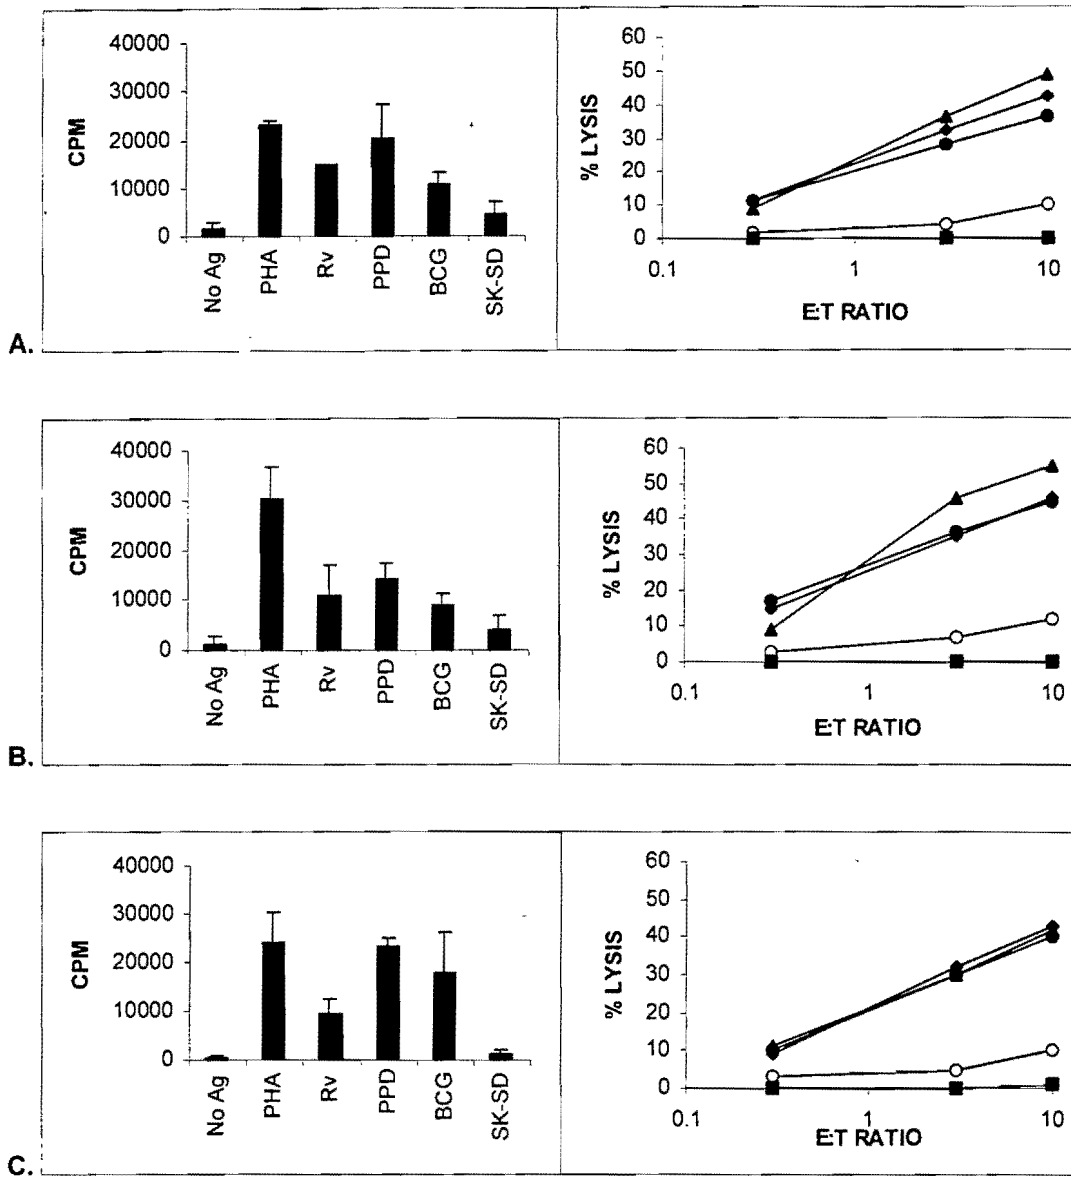 40000
30000
20000
10000
0
CPM
No Ag
PHA
Rv
PPD
BCG
SK-SD
60
50
40
30
20
10
0
% LYSIS
0.1
1
10
E:T RATIO
A.
40000
30000
20000
10000
0
CPM
No Ag
PHA
Rv
PPD
BCG
SK-SD
60
50
40
30
20
10
0
% LYSIS
0.1
1
10
E:T RATIO
B.
40000
30000
20000
10000
0
CPM
No Ag
PHA
Rv
PPD
BCG
SK-SD
60
50
40
30
20
10
0
% LYSIS
0.1
1
10
E:T RATIO
C.